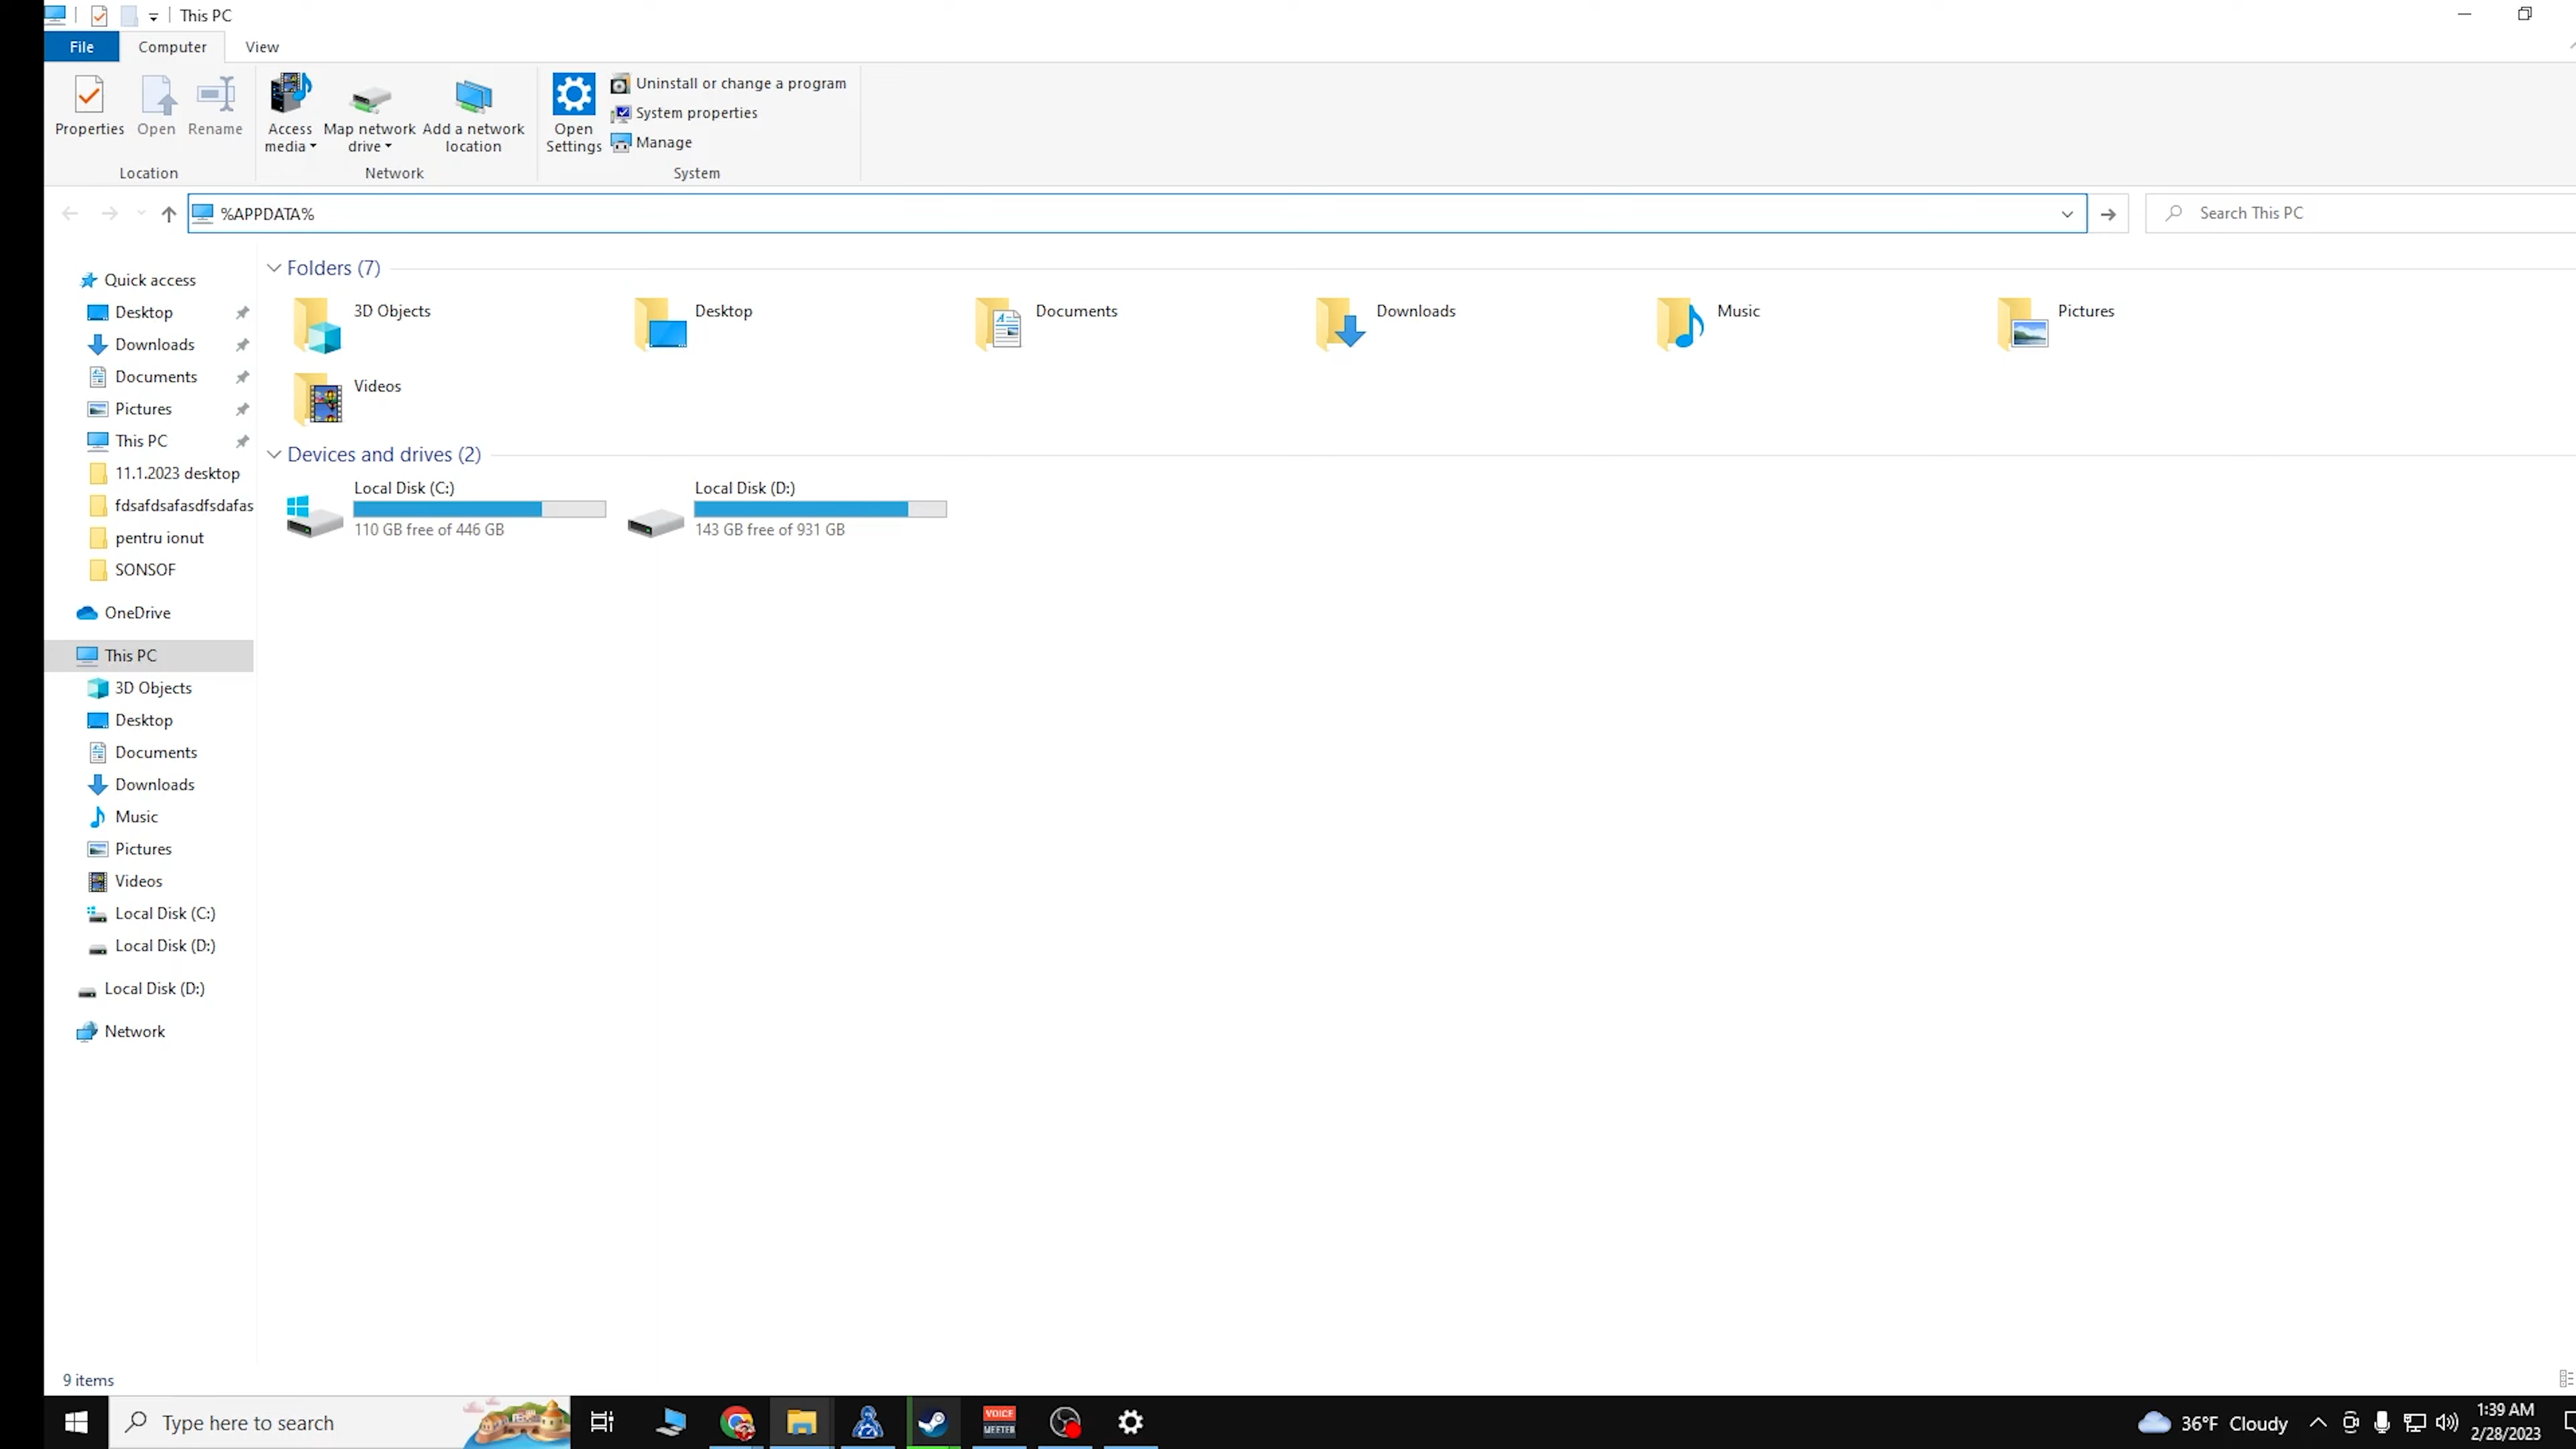 This PC
File Computer View
Properties Open Rename Access media Map network drive Add a network location Open Settings Uninstall or change a program
System properties
Manage
Location Network System
%APPDATA% Search This PC
Quick access
Desktop
Downloads
Documents
Pictures
This PC
11.1.2023 desktop
fdsafdsafasdfsdafas
pentru ionut
SONSOF
OneDrive
This PC
3D Objects
Desktop
Documents
Downloads
Music
Pictures
Videos
Local Disk (C:)
Local Disk (D:)
Local Disk (D:)
Network
Folders (7)
3D Objects Desktop Documents Downloads Music Pictures
Videos
Devices and drives (2)
Local Disk (C:) Local Disk (D:)
110 GB free of 446 GB 143 GB free of 931 GB
9 items
Type here to search
VOICE
MEETER
36°F Cloudy
1:39 AM
2/28/2023